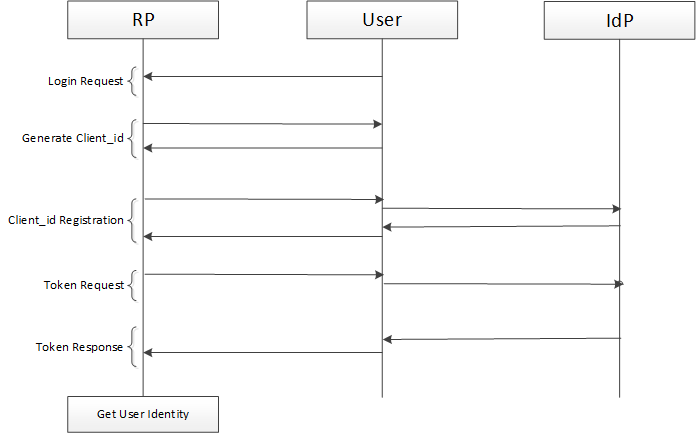 RP
User
IdP
Login Request
Generate Client_id
Client_id Registration
Token Request
Token Response
Get User Identity